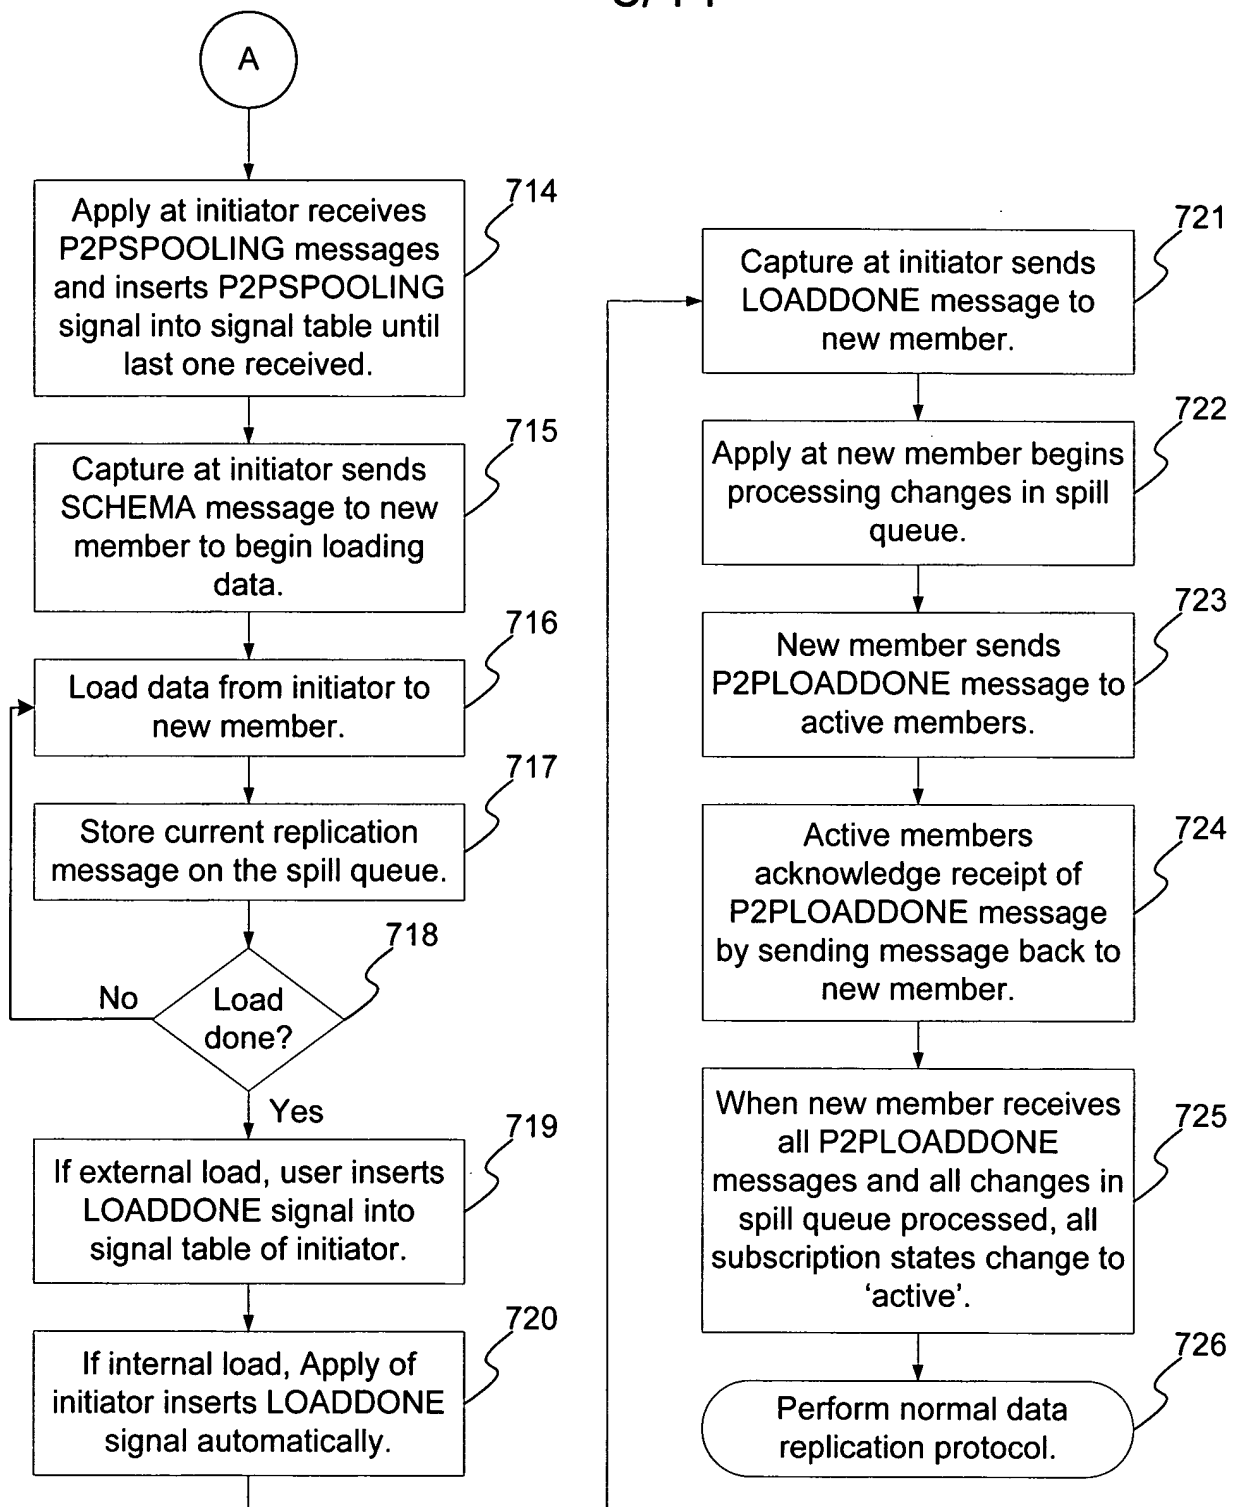 A
714
Apply at initiator receives
P2PSPOOLING messages
and inserts P2PSPOOLING
signal into signal table until
last one received.
715
Capture at initiator sends
SCHEMA message to new
member to begin loading
data.
716
Load data from initiator to
new member.
717
Store current replication
message on the spill queue.
718
Load
done?
No
Yes
719
If external load, user inserts
LOADDONE signal into
signal table of initiator.
720
If internal load, Apply of
initiator inserts LOADDONE
signal automatically.
721
Capture at initiator sends
LOADDONE message to
new member.
722
Apply at new member begins
processing changes in spill
queue.
723
New member sends
P2PLOADDONE message to
active members.
724
Active members
acknowledge receipt of
P2PLOADDONE message
by sending message back to
new member.
725
When new member receives
all P2PLOADDONE
messages and all changes in
spill queue processed, all
subscription states change to
‘active’.
726
Perform normal data
replication protocol.